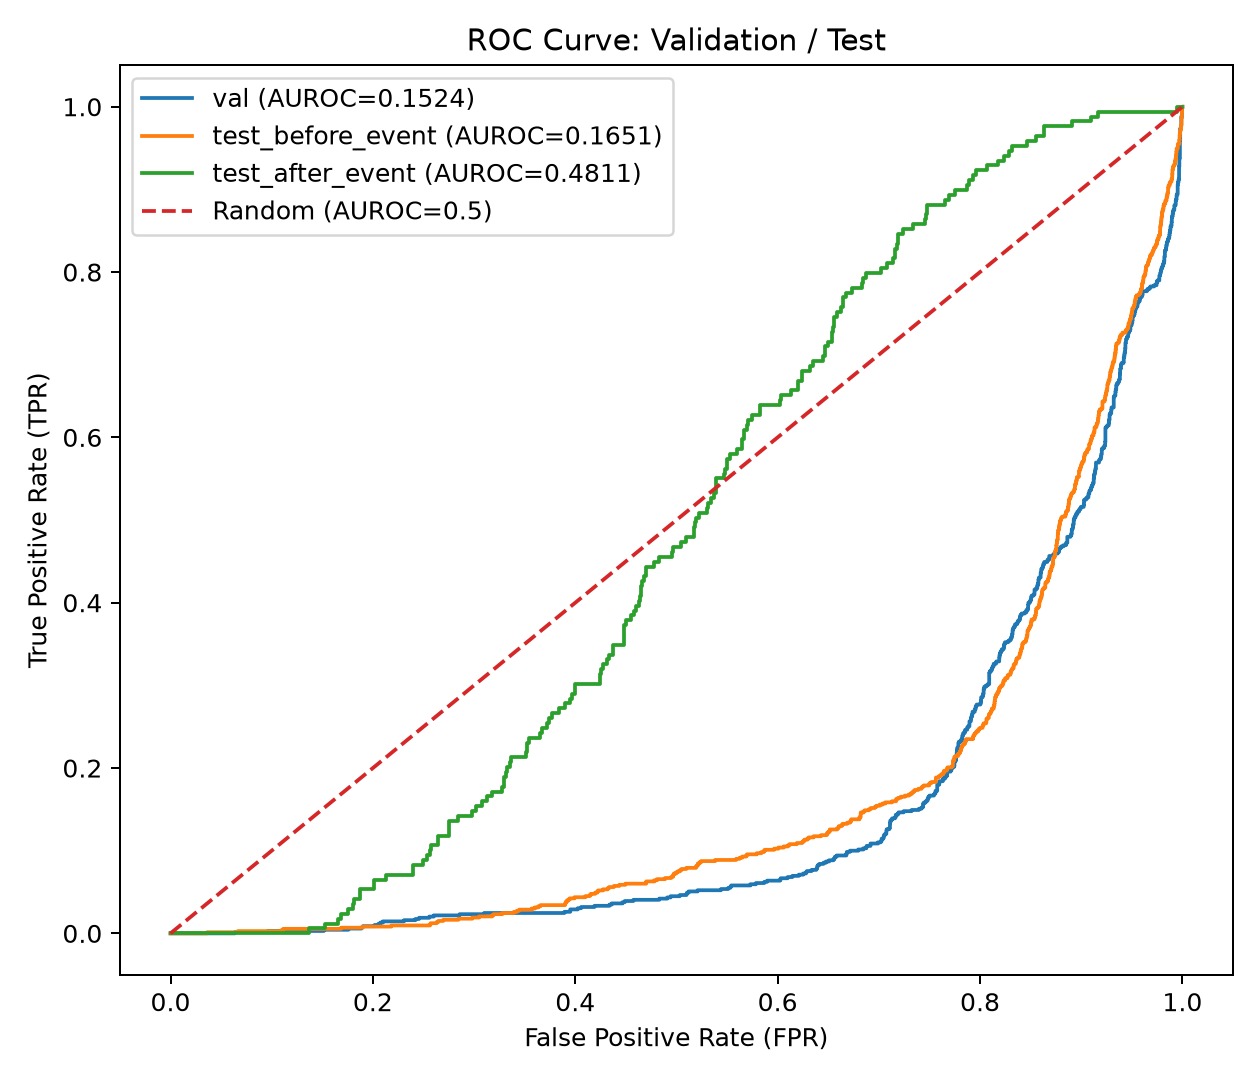 ROC Curve: Validation / Test
val (AUROC=0.1524)
test_before_event (AUROC=0.1651)
test_after_event (AUROC=0.4811)
Random (AUROC=0.5)
True Positive Rate (TPR)
1.0
0.8
0.6
0.4
0.2
0.0
0.0 0.2 0.4 0.6 0.8 1.0
False Positive Rate (FPR)